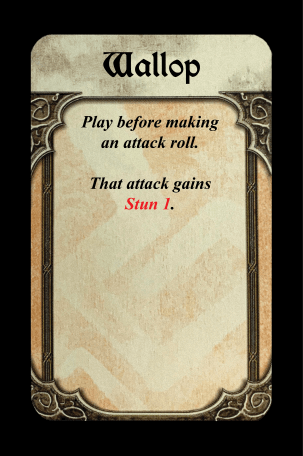 Wallop
Play before making
an attack roll.
That attack gains
Stun 1.